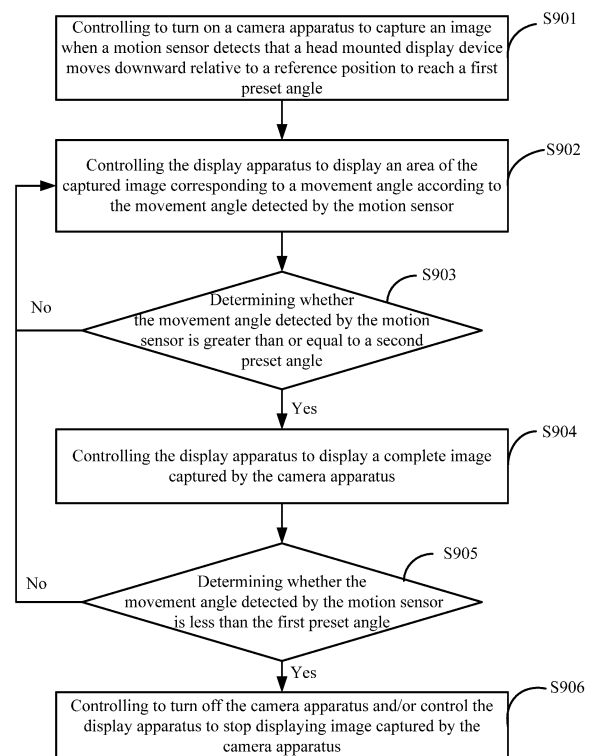 Controlling to turn on a camera apparatus to capture an image
when a motion sensor detects that a head mounted display device
moves downward relative to a reference position to reach a first
preset angle
S901
Controlling the display apparatus to display an area of the
captured image corresponding to a movement angle according to
the movement angle detected by the motion sensor
S902
S903
Determining whether
the movement angle detected by the motion
sensor is greater than or equal to a second
preset angle
No
Yes
Controlling the display apparatus to display a complete image
captured by the camera apparatus
S904
S905
Determining whether the
movement angle detected by the motion sensor
is less than the first preset angle
No
Yes
Controlling to turn off the camera apparatus and/or control the
display apparatus to stop displaying image captured by the
camera apparatus
S906